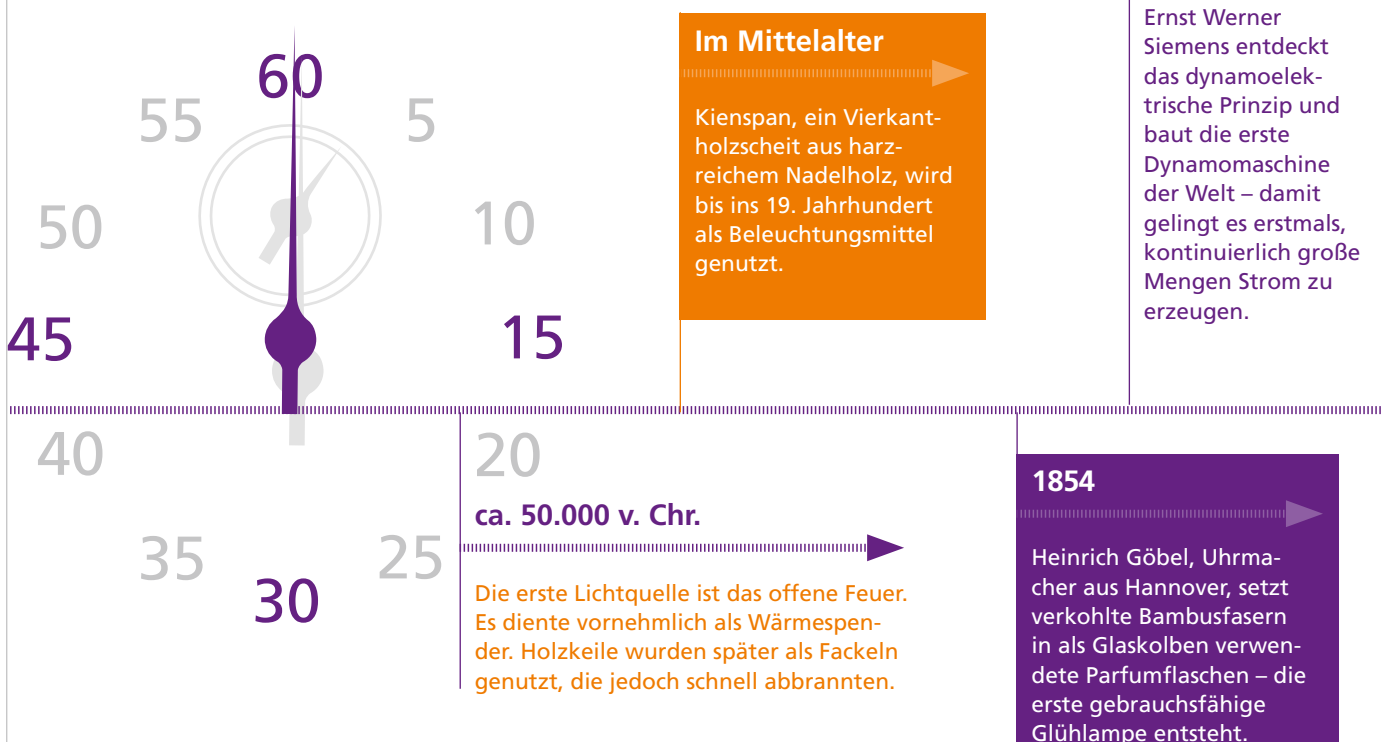 60
55
5
50
10
45
15
40
20
35
25
30
Im Mittelalter
Kienspan, ein Vierkant-
holzscheit aus harz-
reichem Nadelholz, wird
bis ins 19. Jahrhundert
als Beleuchtungsmittel
genutzt.
Ernst Werner
Siemens entdeckt
das dynamoelek-
trische Prinzip und
baut die erste
Dynamomaschine
der Welt – damit
gelingt es erstmals,
kontinuierlich große
Mengen Strom zu
erzeugen.
ca. 50.000 v. Chr.
Die erste Lichtquelle ist das offene Feuer.
Es diente vornehmlich als Wärmespen-
der. Holzkeile wurden später als Fackeln
genutzt, die jedoch schnell abbrannten.
1854
Heinrich Göbel, Uhrma-
cher aus Hannover, setzt
verkohlte Bambusfasern
in als Glaskolben verwen-
dete Parfumflaschen – die
erste gebrauchsfähige
Glühlampe entsteht.